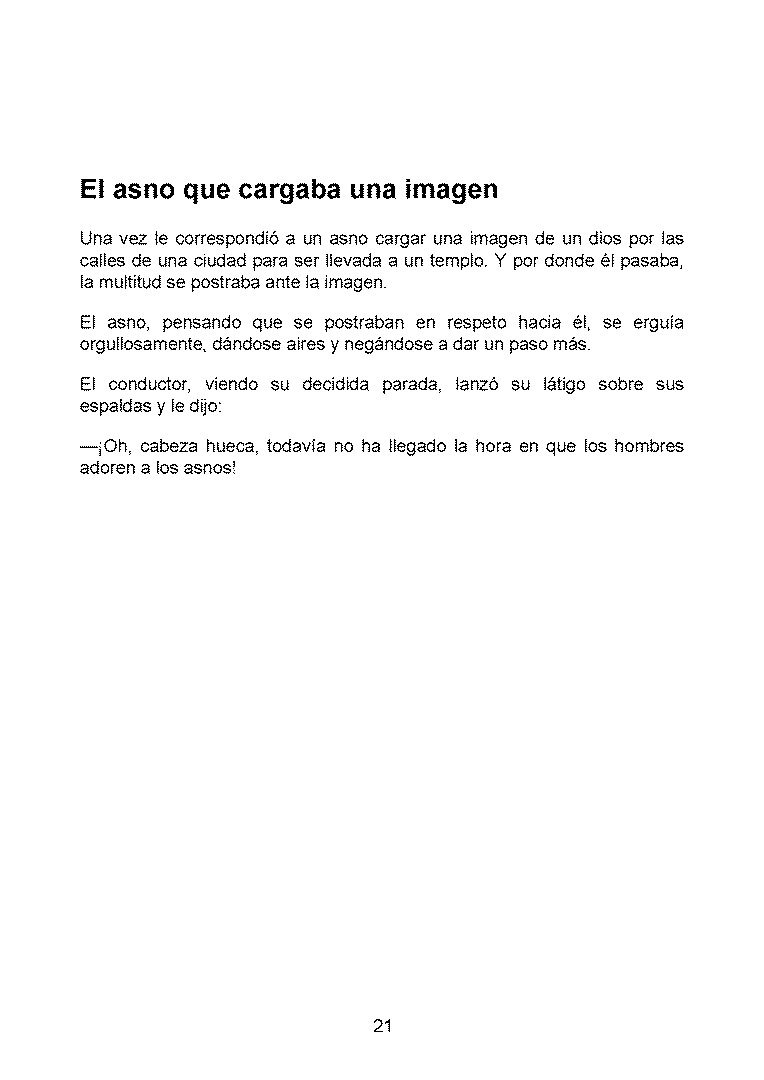 El asno que cargaba una imagen
Una vez le correspondió a un asno cargar una imagen de un dios por las
calles de una ciudad para ser llevada a un templo. Y por donde él pasaba,
la multitud se postraba ante la imagen.
El asno, pensando que se postraban en respeto hacia él, se erguía
orgullosamente, dándose aires y negándose a dar un paso más.
El conductor, viendo su decidida parada, lanzó su látigo sobre sus
espaldas y le dijo:
—¡Oh, cabeza hueca, todavía no ha llegado la hora en que los hombres
adoren a los asnos!
21